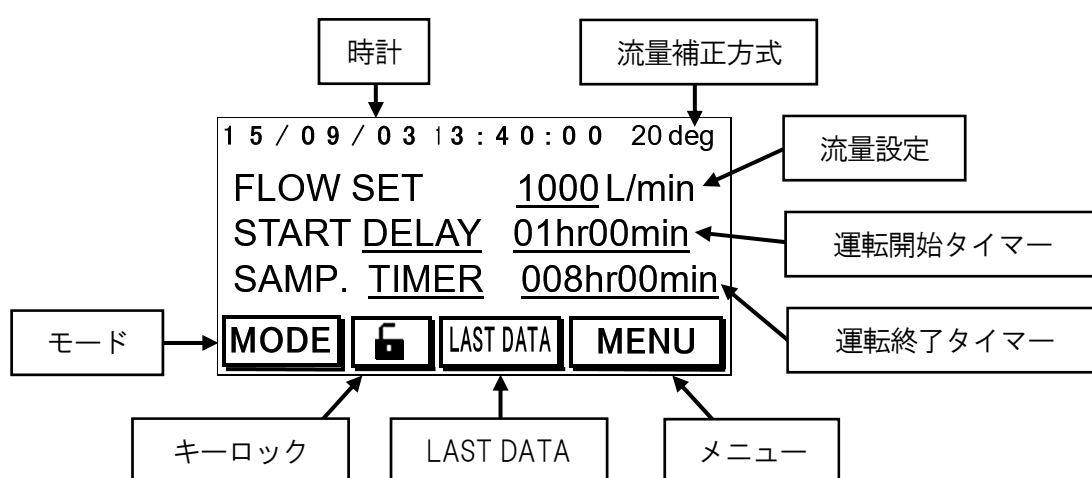 時計
流量補正方式
15/09/03 13:40:00 20deg
流量設定
FLOW SET 1000 L/min
START DELAY 01hr00min
運転開始タイマー
SAMP. TIMER 008hr00min
運転終了タイマー
モード
MODE LAST DATA MENU
キーロック
LAST DATA
メニュー